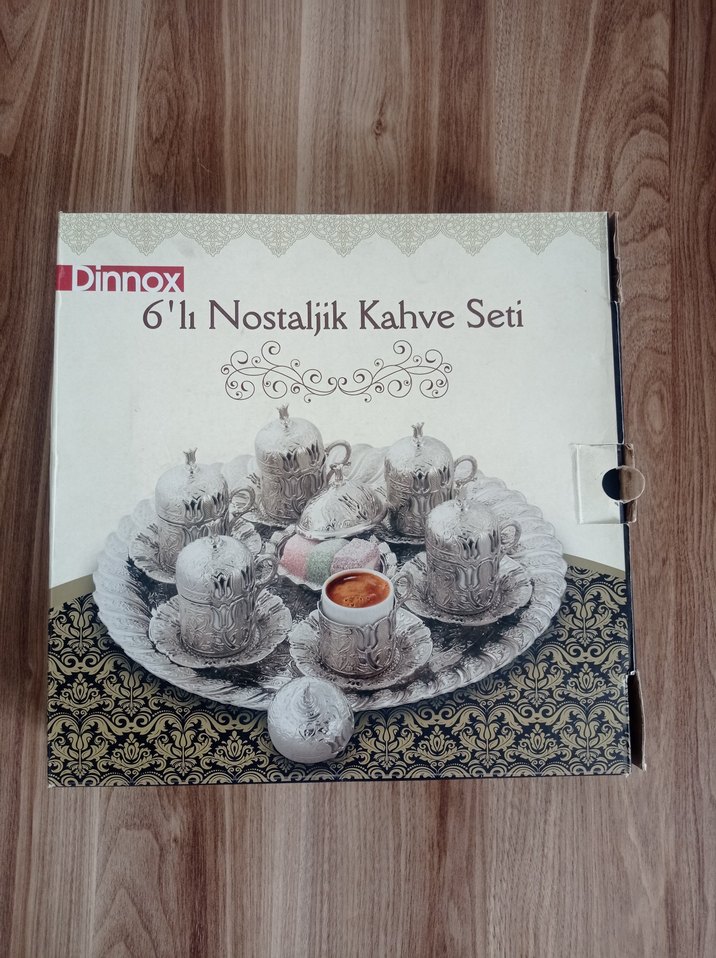 Dinnox
6'lı Nostaljik Kahve Seti